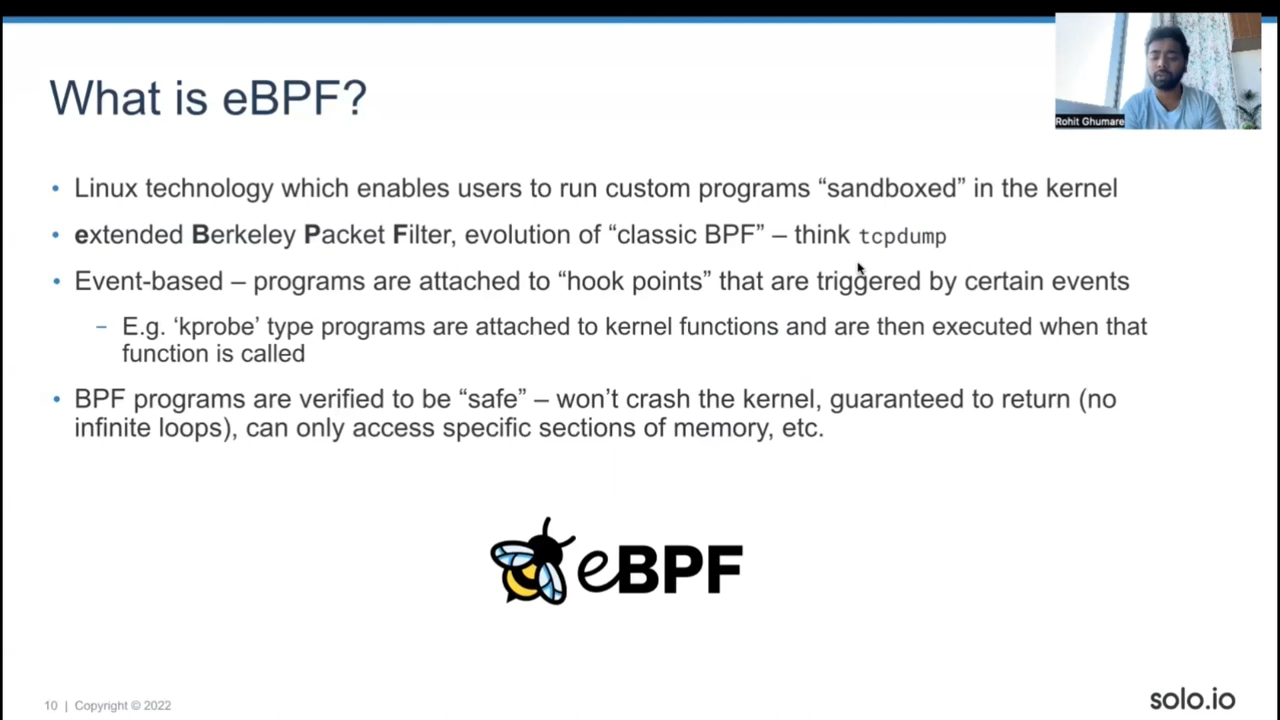 What is eBPF?
Rohit Ghumare
• Linux technology which enables users to run custom programs “sandboxed” in the kernel
• extended Berkeley Packet Filter, evolution of “classic BPF” – think tcpdump
• Event-based – programs are attached to “hook points” that are triggered by certain events
– E.g. ‘kprobe’ type programs are attached to kernel functions and are then executed when that
function is called
• BPF programs are verified to be “safe” – won’t crash the kernel, guaranteed to return (no
infinite loops), can only access specific sections of memory, etc.
eBPF
10 | Copyright © 2022
solo.io